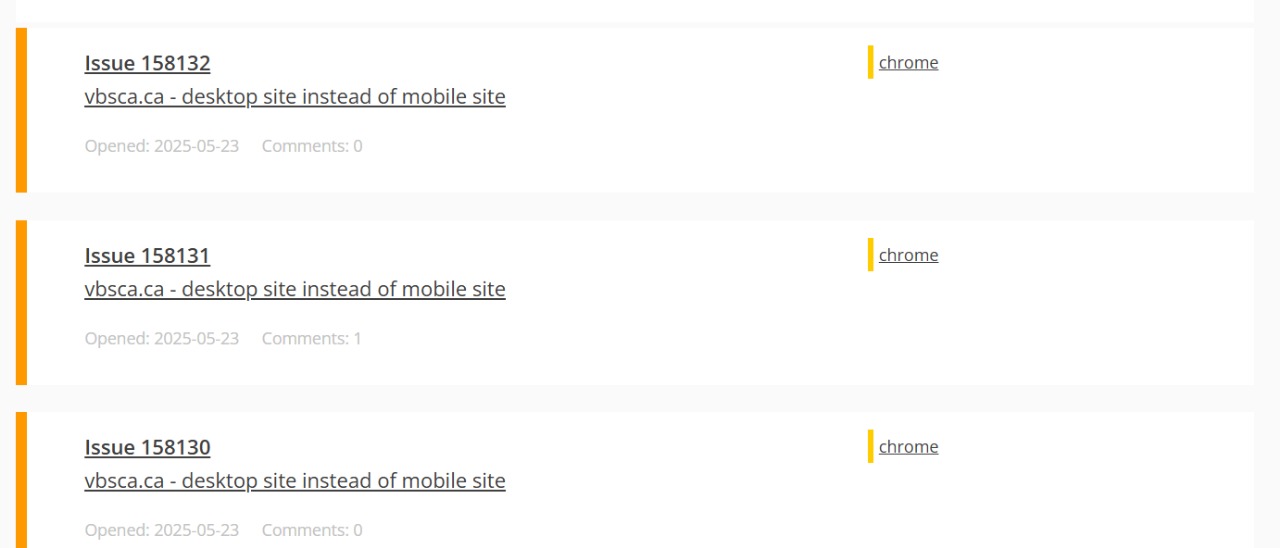 Issue 158132
chrome
vbsca.ca - desktop site instead of mobile site
Opened: 2025-05-23 Comments: 0
Issue 158131
chrome
vbsca.ca - desktop site instead of mobile site
Opened: 2025-05-23 Comments: 1
Issue 158130
chrome
vbsca.ca - desktop site instead of mobile site
Opened: 2025-05-23 Comments: 0